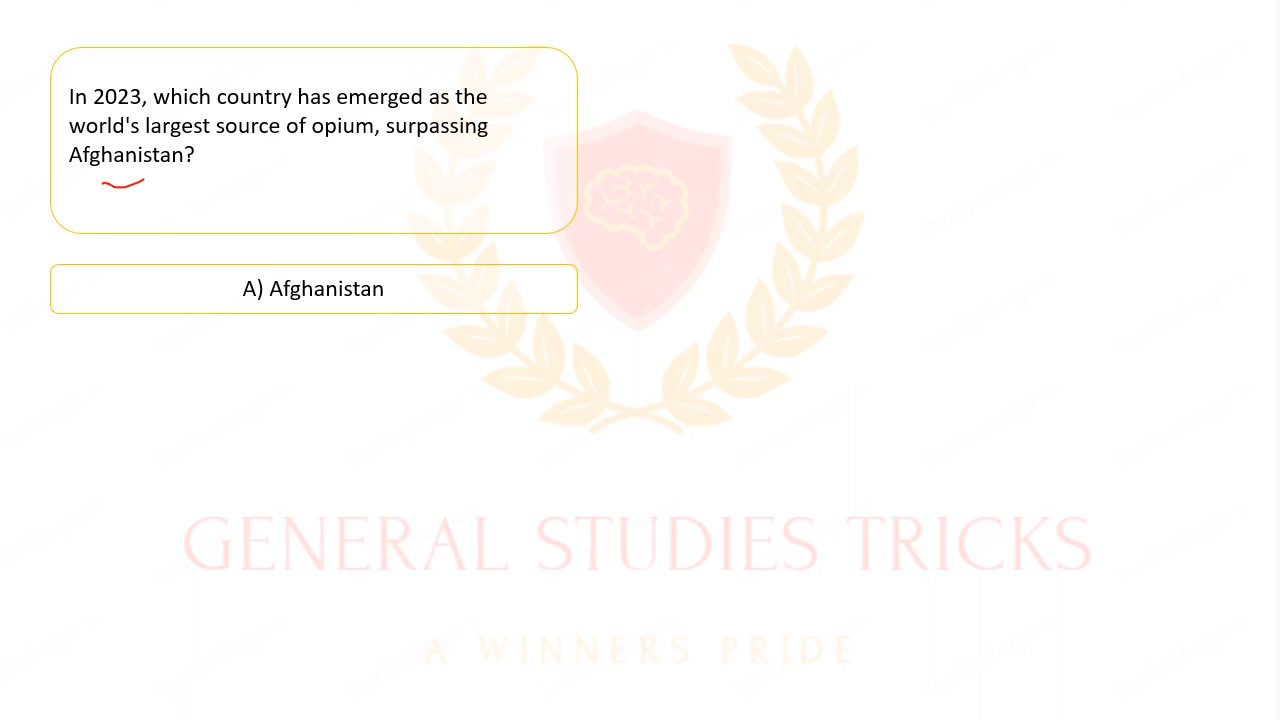 In 2023, which country has emerged as the
world's largest source of opium, surpassing
Afghanistan?
A) Afghanistan
GENERAL STUDIES TRICKS
A WINNERS PRIDE